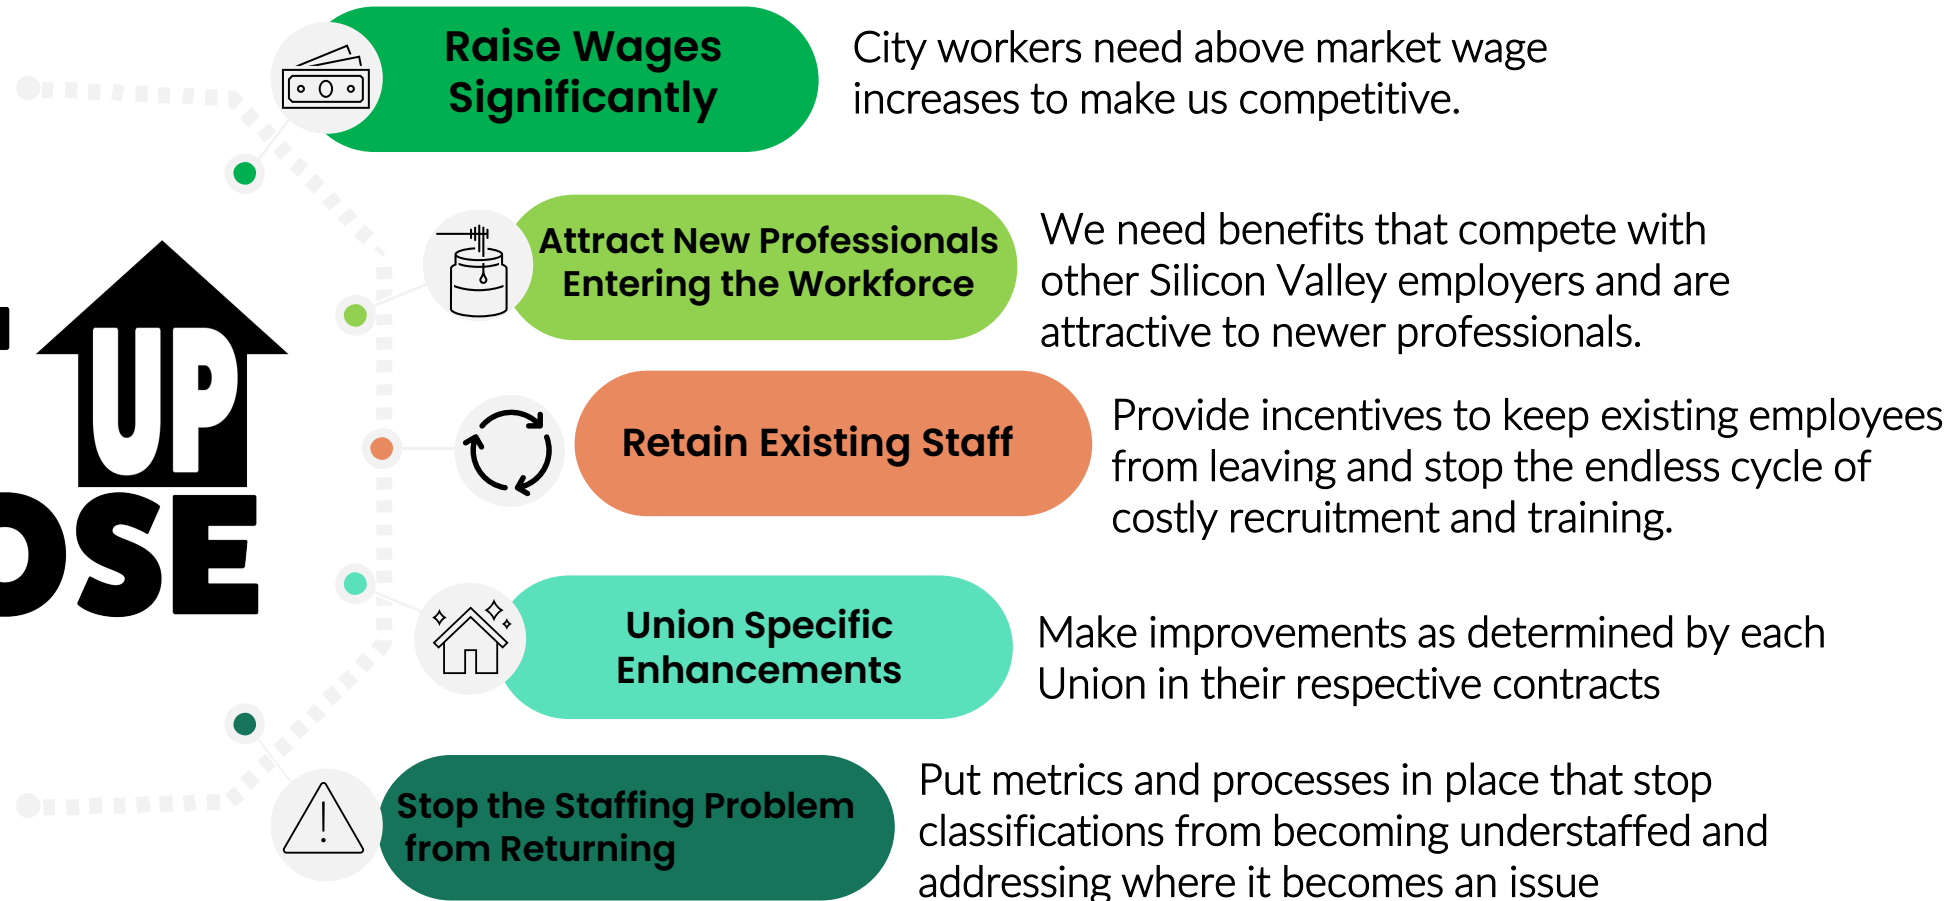 Raise Wages
Significantly
City workers need above market wage
increases to make us competitive.
Attract New Professionals
Entering the Workforce
We need benefits that compete with
other Silicon Valley employers and are
attractive to newer professionals.
UP
OSE
Retain Existing Staff
Provide incentives to keep existing employees
from leaving and stop the endless cycle of
costly recruitment and training.
Union Specific
Enhancements
Make improvements as determined by each
Union in their respective contracts
Stop the Staffing Problem
from Returning
Put metrics and processes in place that stop
classifications from becoming understaffed and
addressing where it becomes an issue